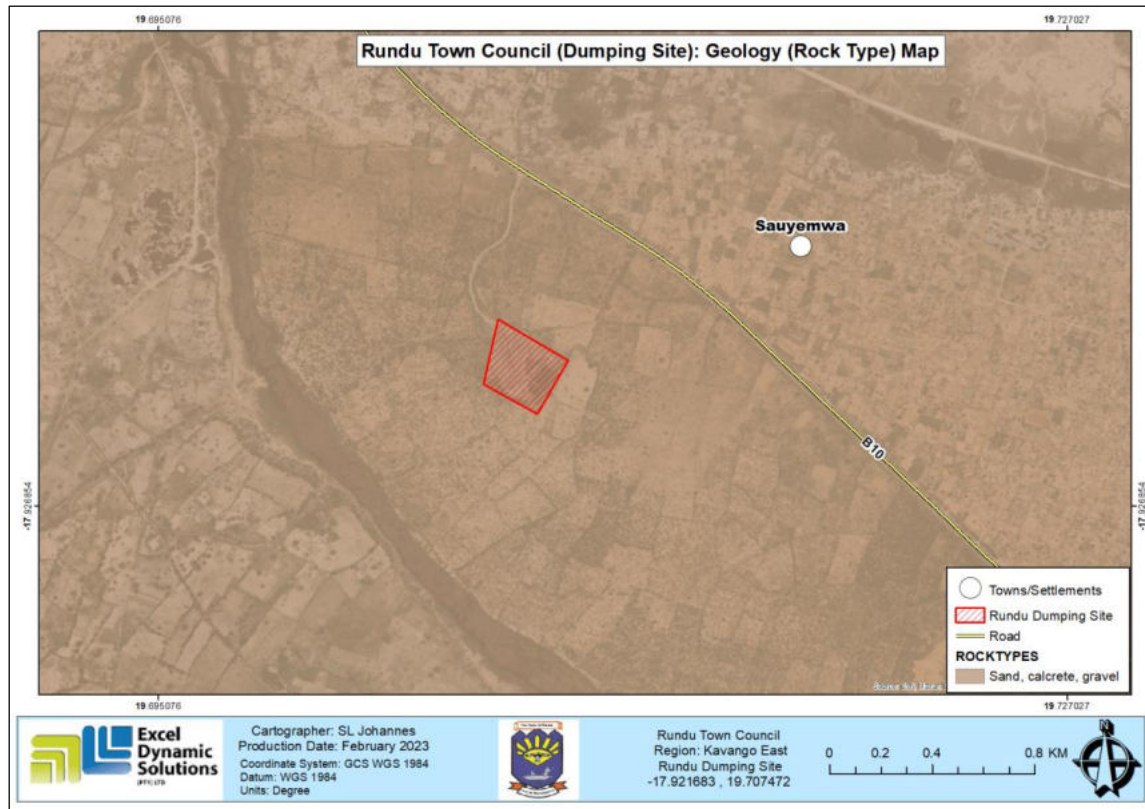 19.695076
19.727027
Rundu Town Council (Dumping Site): Geology (Rock Type) Map
Sauyemwa
B10
-17.926854
-17.926854
Towns/Settlements
Rundu Dumping Site
Road
ROCKTYPES
Sand, calcrete, gravel
19.695076
19.727027
Excel
Dynamic
Solutions
(PTY) LTD
Cartographer: SL Johannes
Production Date: February 2023
Coordinate System: GCS WGS 1984
Datum: WGS 1984
Units: Degree
Rundu Town Council
Region: Kavango East
Rundu Dumping Site
-17.921683 , 19.707472
0 0.2 0.4 0.8 KM
N